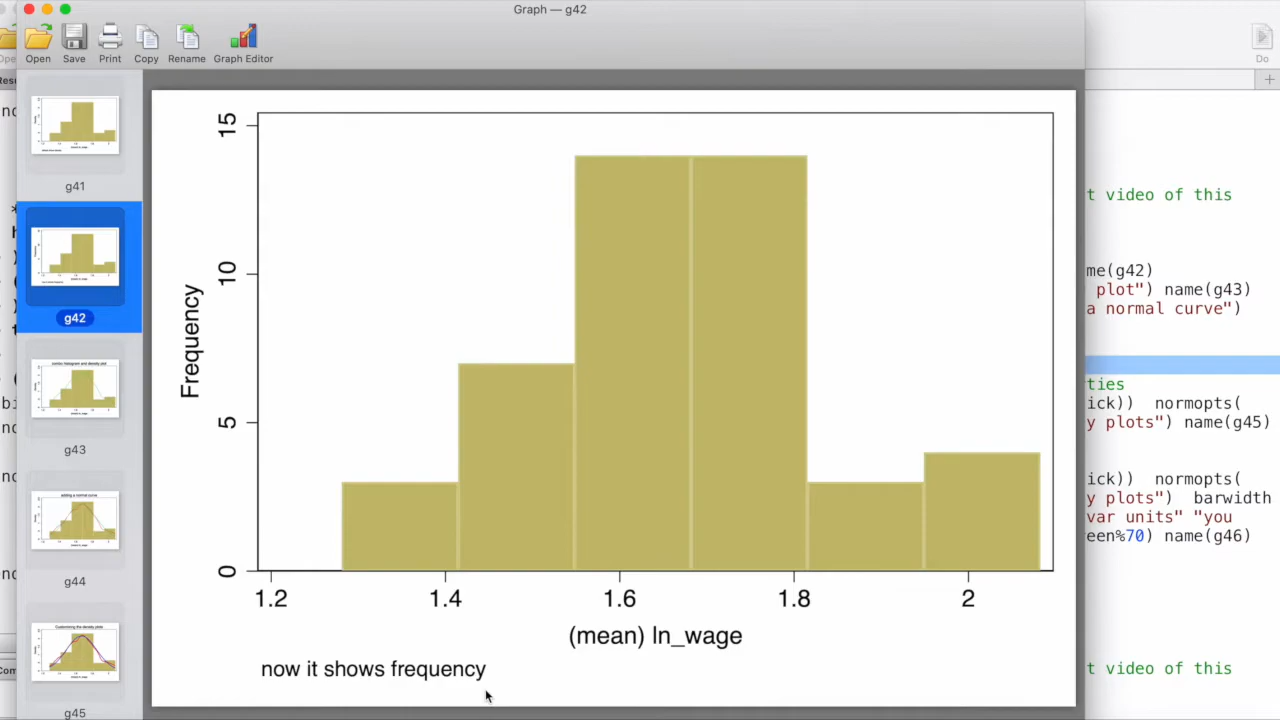 Graph — g42
Open Save Print Copy Rename Graph Editor
Do
g41
g42
g43
g44
g45
15
10
5
0
Frequency
1.2 1.4 1.6 1.8 2
(mean) ln_wage
now it shows frequency
t video of this
me(g42)
plot") name(g43)
a normal curve")
ties
ick)) normopts(
y plots") name(g45)
ick)) normopts(
y plots") barwidth
var units" "you
een%70) name(g46)
t video of this